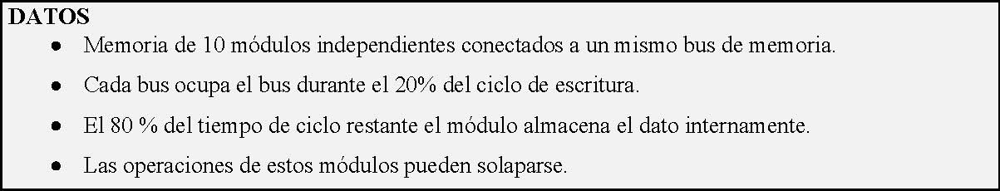 DATOS
● Memoria de 10 módulos independientes conectados a un mismo bus de memoria.
● Cada bus ocupa el bus durante el 20% del ciclo de escritura.
● El 80 % del tiempo de ciclo restante el módulo almacena el dato internamente.
● Las operaciones de estos módulos pueden solaparse.